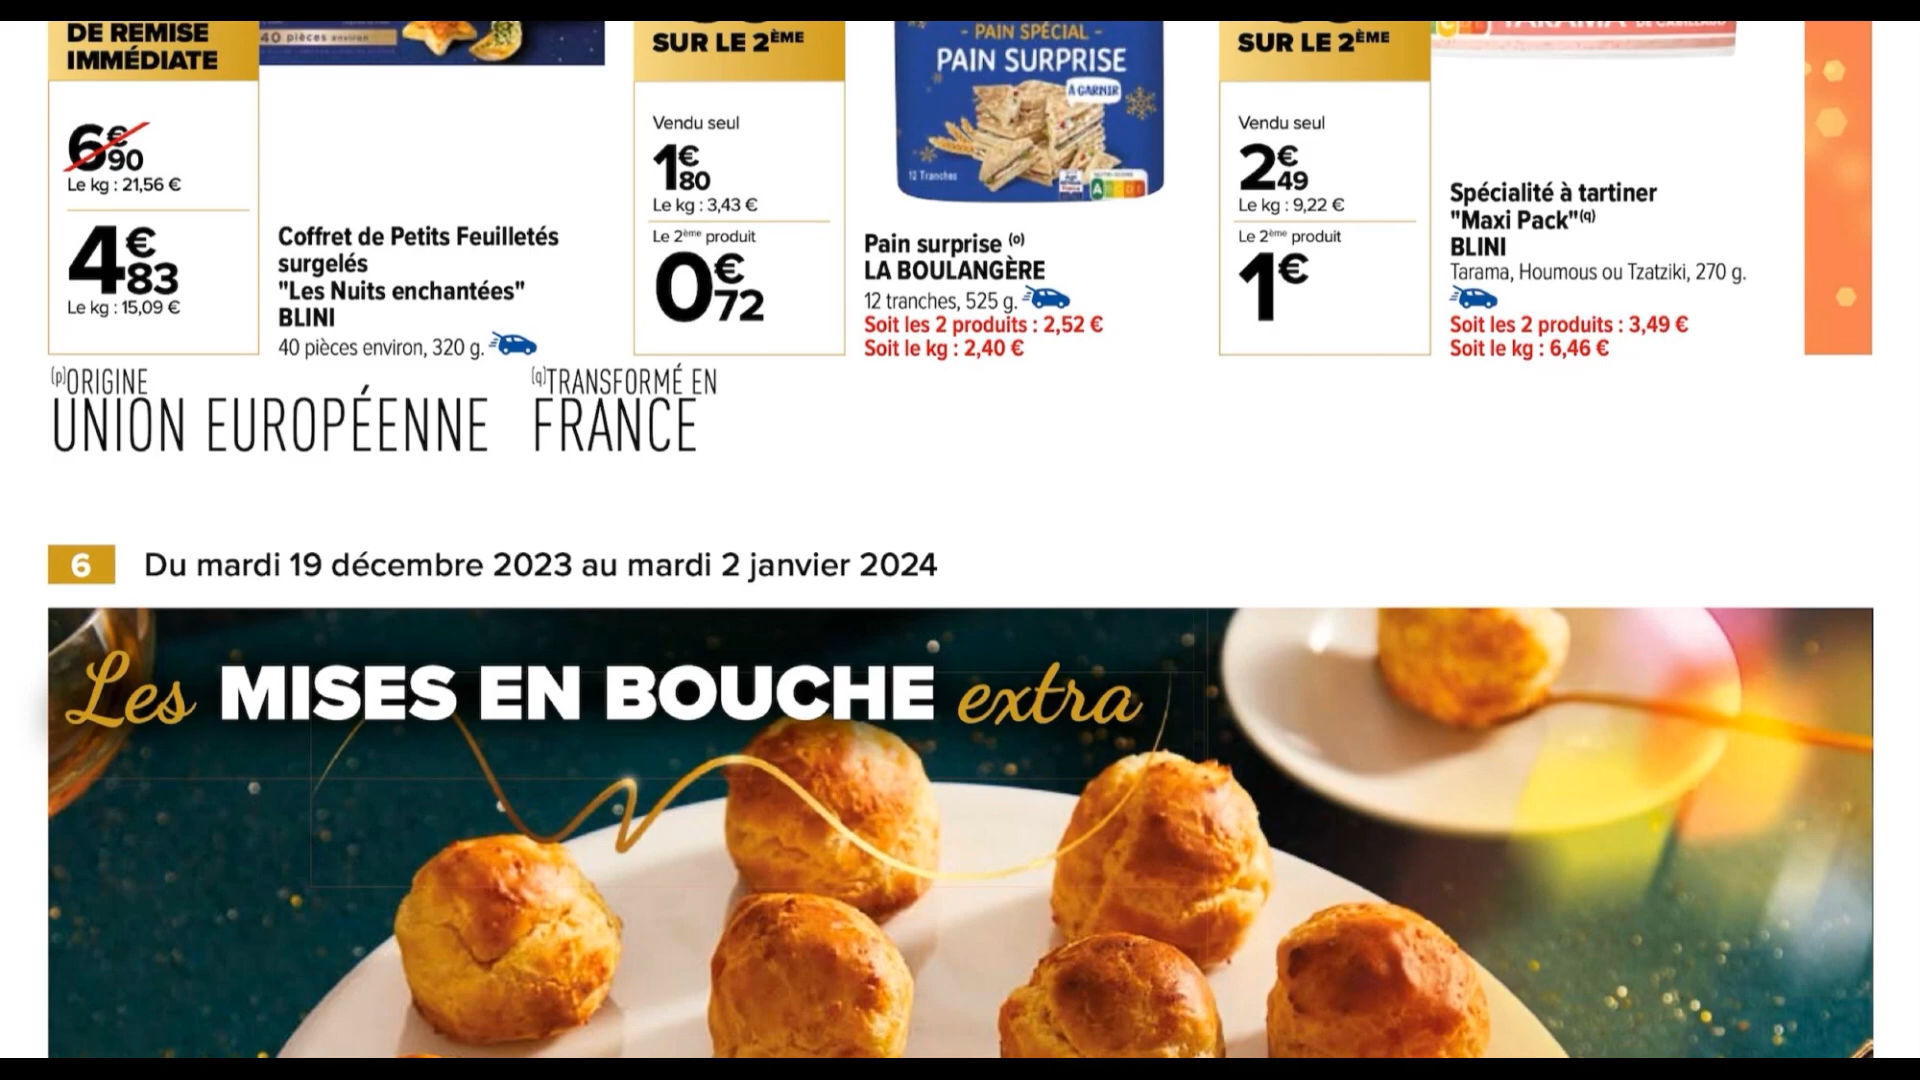 DE REMISE
IMMÉDIATE
40 pièces environ
6€90
Le kg : 21,56 €
4€83
Le kg : 15,09 €
Coffret de Petits Feuilletés
surgelés
"Les Nuits enchantées"
BLINI
40 pièces environ, 320 g.
SUR LE 2ÈME
Vendu seul
1€80
Le kg : 3,43 €
Le 2ème produit
0€72
- PAIN SPÉCIAL -
PAIN SURPRISE
À GARNIR
12 Tranches
Pain surprise (o)
LA BOULANGÈRE
12 tranches, 525 g.
Soit les 2 produits : 2,52 €
Soit le kg : 2,40 €
SUR LE 2ÈME
Vendu seul
2€49
Le kg : 9,22 €
Le 2ème produit
1€
Spécialité à tartiner
"Maxi Pack"(q)
BLINI
Tarama, Houmous ou Tzatziki, 270 g.
Soit les 2 produits : 3,49 €
Soit le kg : 6,46 €
(p)ORIGINE
UNION EUROPÉENNE
(q)TRANSFORMÉ EN
FRANCE
6 Du mardi 19 décembre 2023 au mardi 2 janvier 2024
Les MISES EN BOUCHE extra